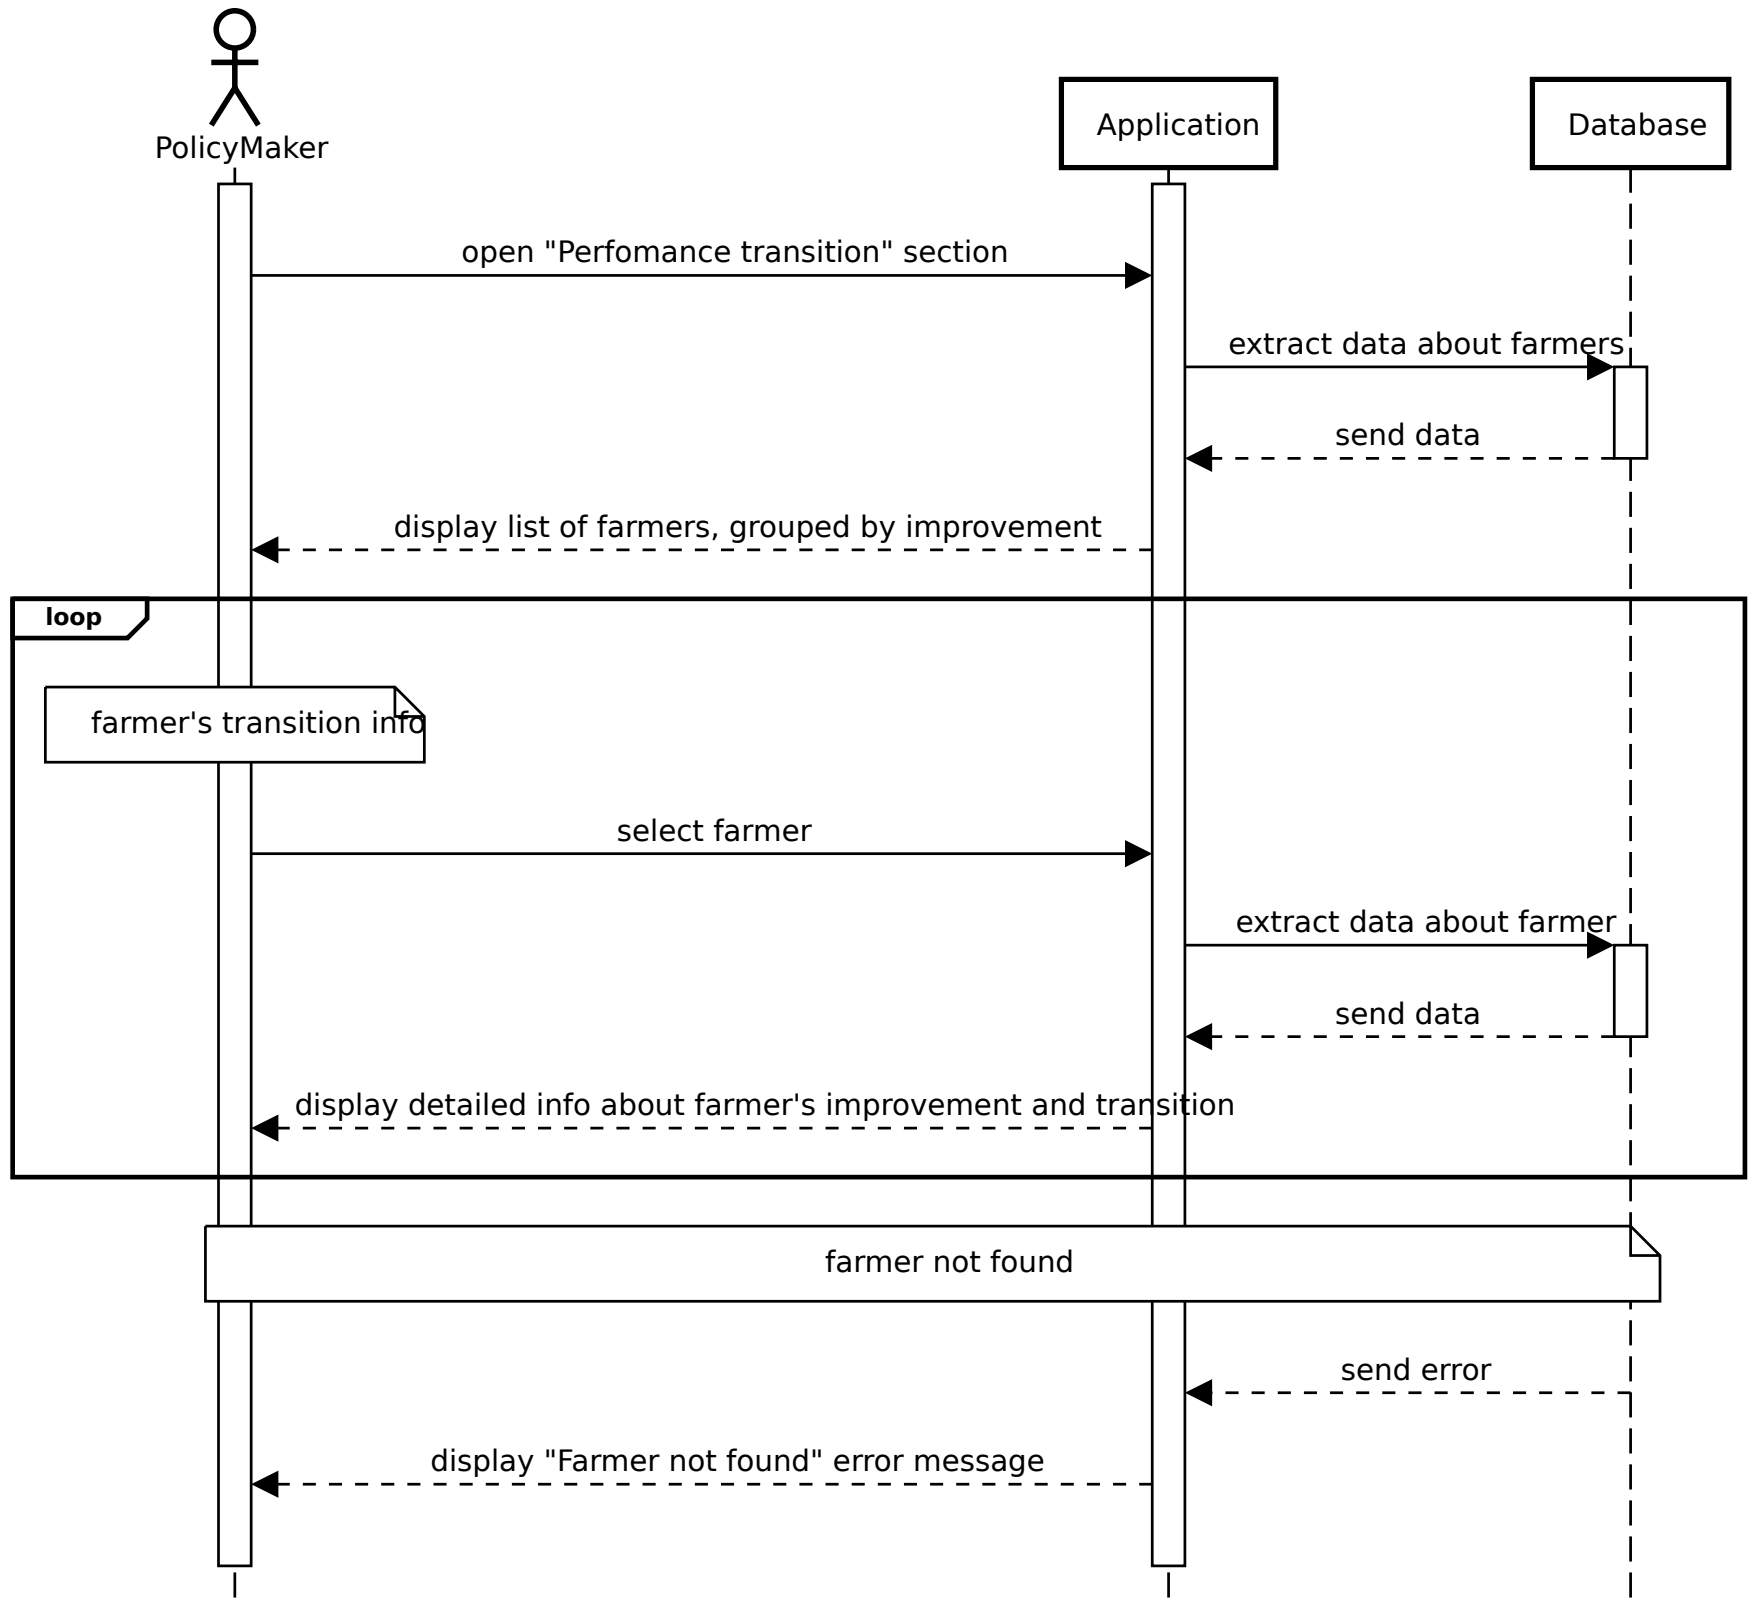 PolicyMaker
Application
Database
open "Perfomance transition" section
extract data about farmers
send data
display list of farmers, grouped by improvement
loop
farmer's transition info
select farmer
extract data about farmer
send data
display detailed info about farmer's improvement and transition
farmer not found
send error
display "Farmer not found" error message